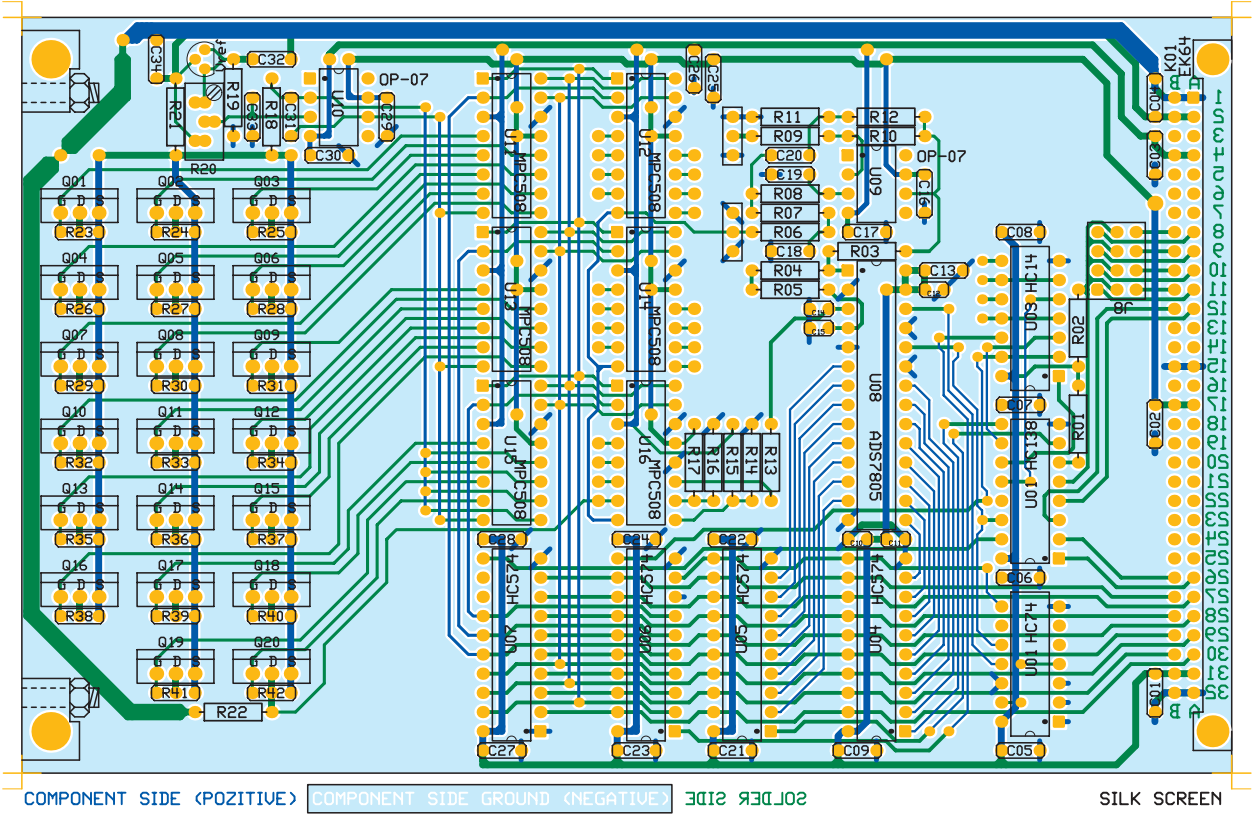 C34
Vref
C32
R19
R21
C33
R18
C31
U10
OP-07
C29
C30
R20
C26
C25
K01
EK64
C04
A B
1
2
3
4
5
6
7
8
9
10
11
12
13
14
15
16
17
18
19
20
21
22
23
24
25
26
27
28
29
30
31
32
A B
C03
C02
C01
U11
MPC508
U12
MPC508
R11
R12
R09
R10
C20
OP-07
C19
U09
C16
R08
R07
R06
C17
C18
R03
R04
R05
C13
C12
C14
C15
Q01
Q02
Q03
R23
R24
R25
Q04
Q05
Q06
G D S
G D S
G D S
R26
R27
R28
Q07
Q08
Q09
G D S
G D S
G D S
R29
R30
R31
Q10
Q11
Q12
G D S
G D S
G D S
R32
R33
R34
Q13
Q14
Q15
G D S
G D S
G D S
R35
R36
R37
Q16
Q17
Q18
G D S
G D S
G D S
R38
R39
R40
Q19
Q20
G D S
G D S
R41
R42
R22
U13
MPC508
U14
MPC508
U15
MPC508
U16
MPC508
R17
R16
R15
R14
R13
U08
ADS7805
C08
U03 HC14
R02
J8
C07
R01
U01 HC138
C06
U01 HC74
C05
C28
C24
C22
C10
C11
U07
HC574
U06
HC574
U05
HC574
U04
HC574
C27
C23
C21
C09
COMPONENT SIDE (POZITIVE)
COMPONENT SIDE GROUND (NEGATIVE)
SOLDER SIDE
SILK SCREEN